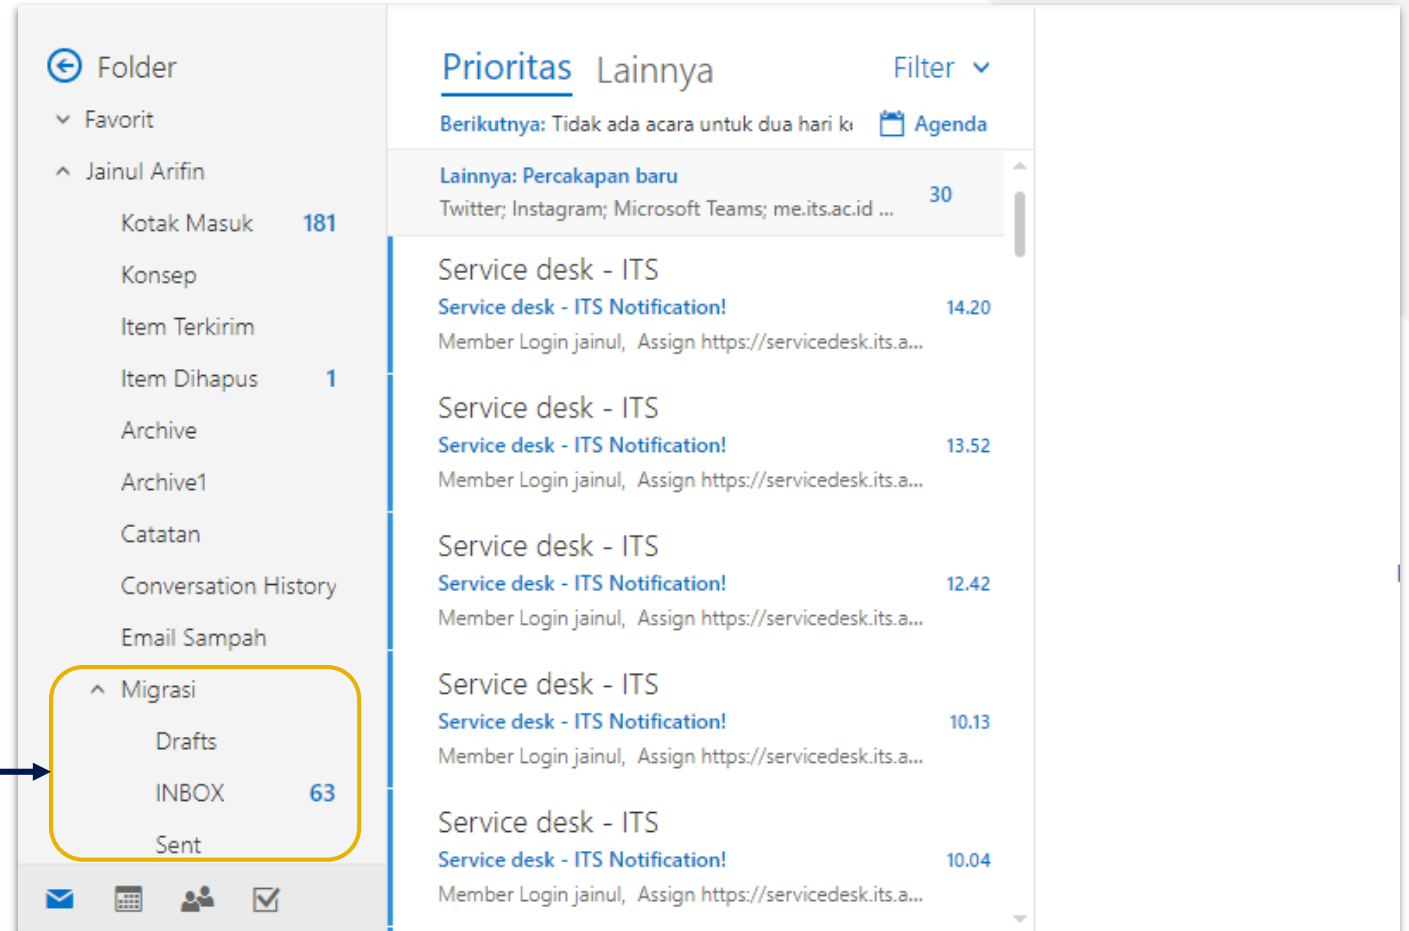 Folder
Favorit
Jainul Arifin
Kotak Masuk 181
Konsep
Item Terkirim
Item Dihapus 1
Archive
Archive1
Catatan
Conversation History
Email Sampah
Migrasi
Drafts
INBOX 63
Sent
Prioritas Lainnya Filter
Berikutnya: Tidak ada acara untuk dua hari Agenda
Lainnya: Percakapan baru
30
Twitter; Instagram; Microsoft Teams; me.its.ac.id ...
Service desk - ITS
Service desk - ITS Notification! 14.20
Member Login jainul, Assign https://servicedesk.its.a...
Service desk - ITS
Service desk - ITS Notification! 13.52
Member Login jainul, Assign https://servicedesk.its.a...
Service desk - ITS
Service desk - ITS Notification! 12.42
Member Login jainul, Assign https://servicedesk.its.a...
Service desk - ITS
Service desk - ITS Notification! 10.13
Member Login jainul, Assign https://servicedesk.its.a...
Service desk - ITS
Service desk - ITS Notification! 10.04
Member Login jainul, Assign https://servicedesk.its.a...